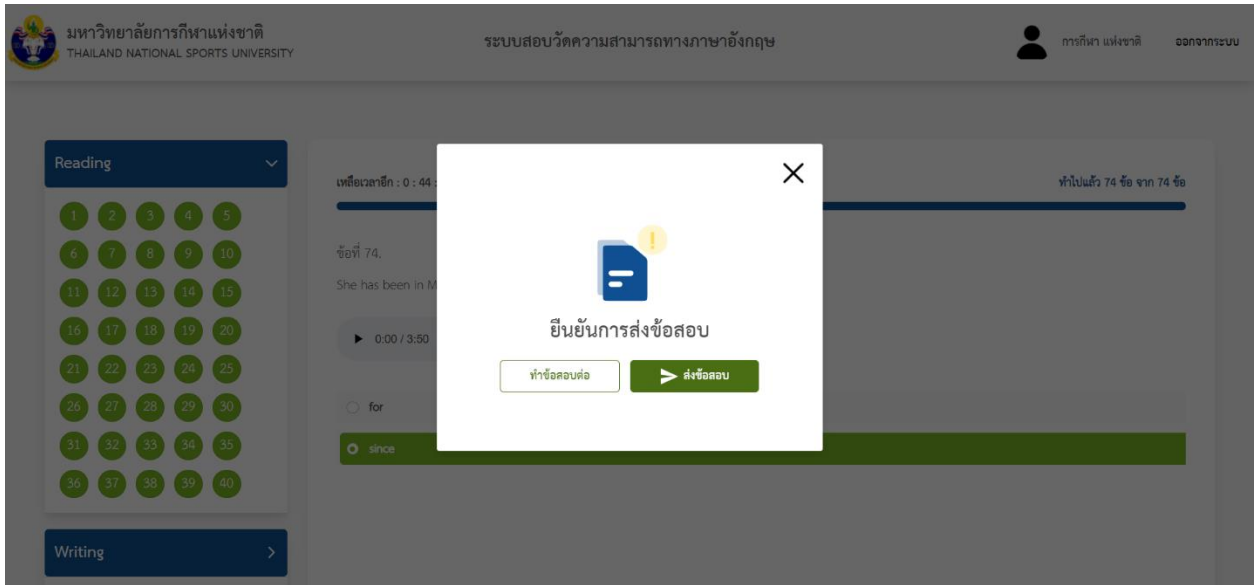 มหาวิทยาลัยการกีฬาแห่งชาติ
THAILAND NATIONAL SPORTS UNIVERSITY
ระบบสอบวัดความสามารถทางภาษาอังกฤษ
การกีฬา แห่งชาติ
ออกจากระบบ
Reading
1 2 3 4 5
6 7 8 9 10
11 12 13 14 15
16 17 18 19 20
21 22 23 24 25
26 27 28 29 30
31 32 33 34 35
36 37 38 39 40
Writing
เหลือเวลาอีก : 0 : 44 :
ทำไปแล้ว 74 ข้อ จาก 74 ข้อ
ข้อที่ 74.
She has been in M
0:00 / 3:50
for
since
!
ยืนยันการส่งข้อสอบ
ทำข้อสอบต่อ
ส่งข้อสอบ